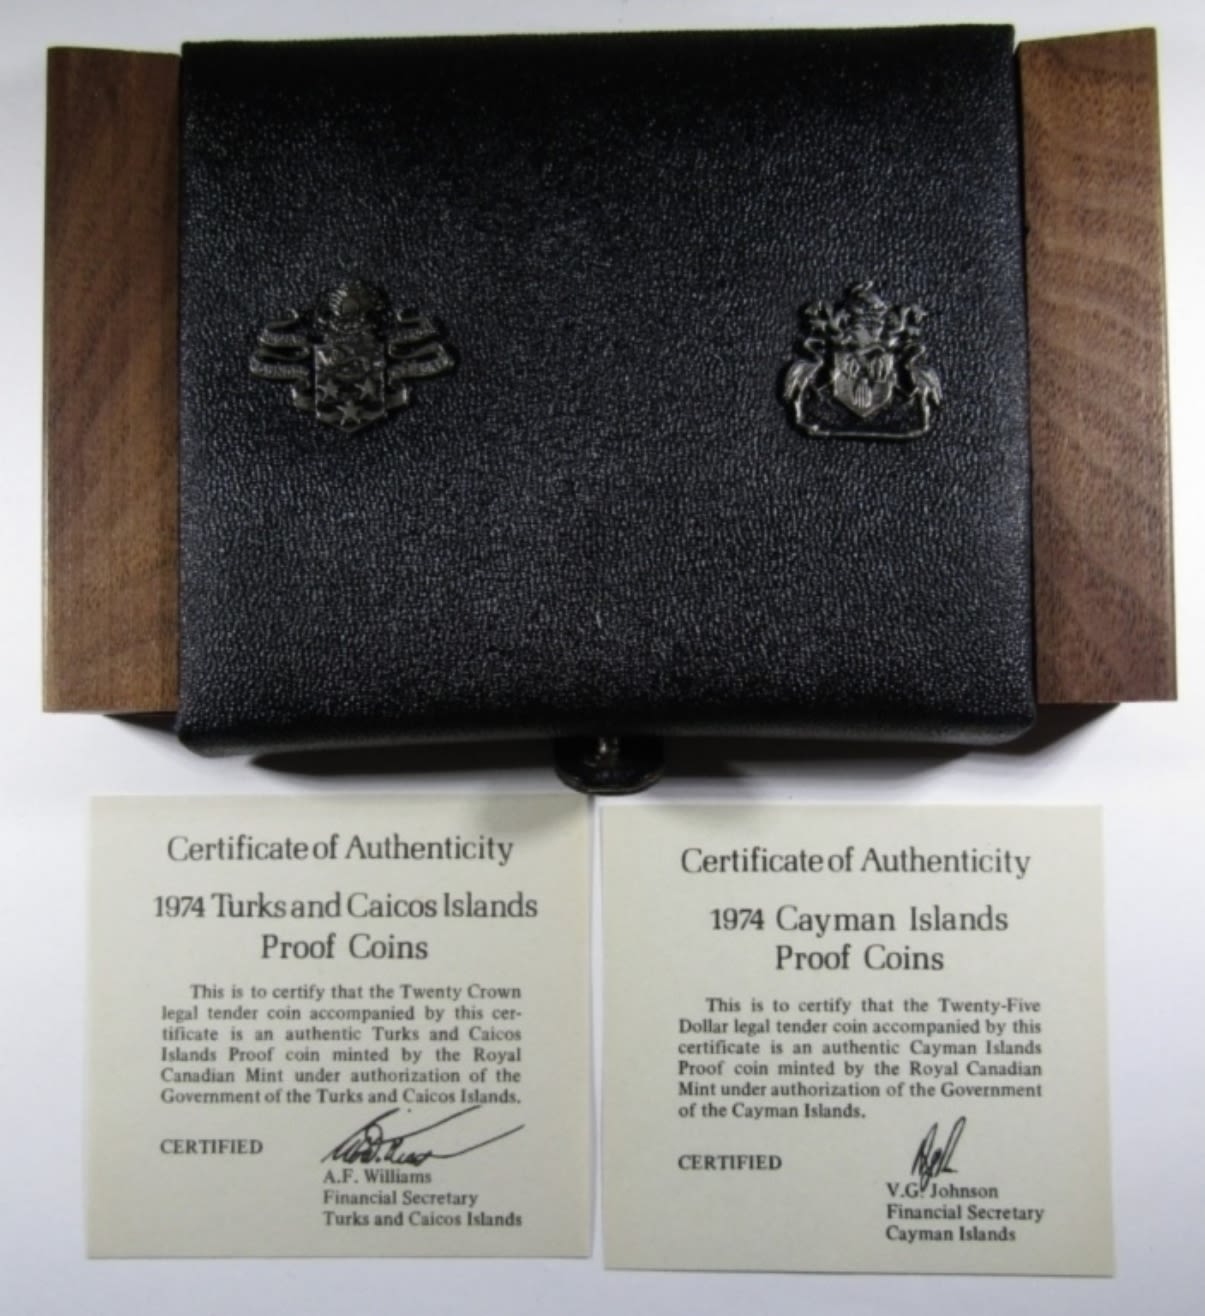 Certificate of Authenticity
1974 Turks and Caicos Islands
Proof Coins
This is to certify that the Twenty Crown
legal tender coin accompanied by this cer-
tificate is an authentic Turks and Caicos
Islands Proof coin minted by the Royal
Canadian Mint under authorization of the
Government of the Turks and Caicos Islands.
CERTIFIED
A.F. Williams
Financial Secretary
Turks and Caicos Islands
Certificate of Authenticity
1974 Cayman Islands
Proof Coins
This is to certify that the Twenty-Five
Dollar legal tender coin accompanied by this
certificate is an authentic Cayman Islands
Proof coin minted by the Royal Canadian
Mint under authorization of the Government
of the Cayman Islands.
CERTIFIED
V.G. Johnson
Financial Secretary
Cayman Islands